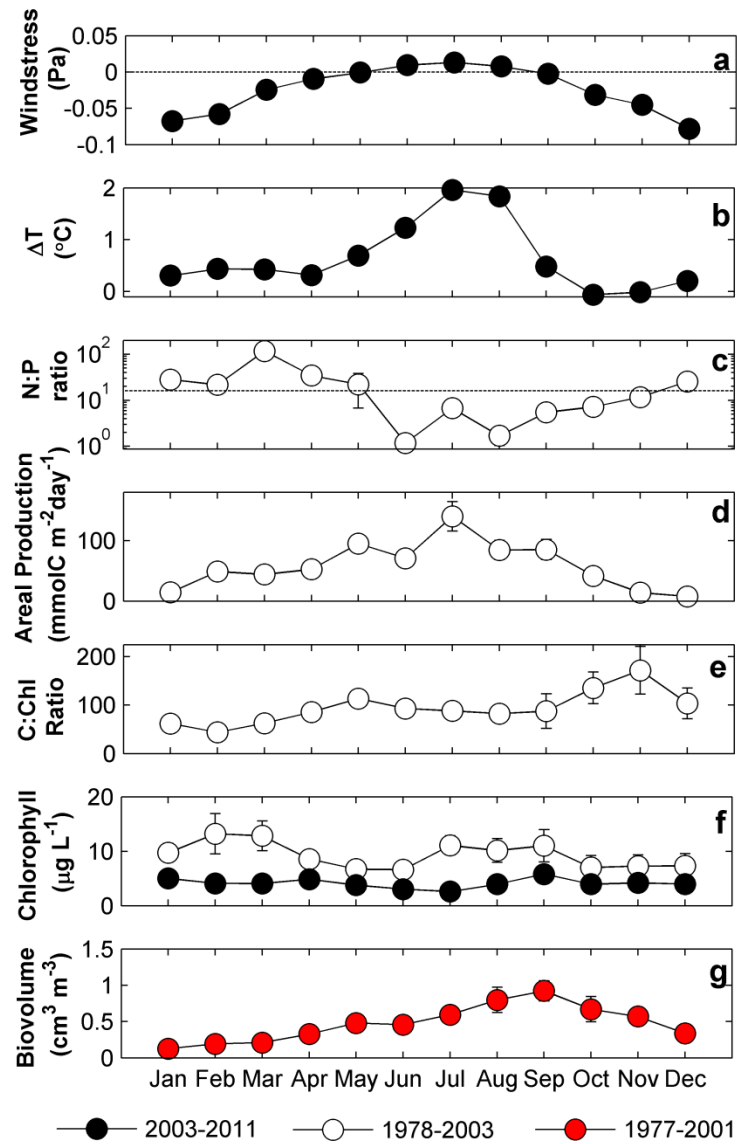 0.05
0
-0.05
-0.1
Windstress
(Pa)
a
2
1
0
ΔT
(°C)
b
10²
10¹
10⁰
N:P
ratio
c
100
0
Areal Production
(mmolC m⁻²day⁻¹)
d
200
100
0
C:Chl
Ratio
e
20
10
0
Chlorophyll
(μg L⁻¹)
f
1.5
1
0.5
0
Biovolume
(cm³ m⁻³)
g
Jan Feb Mar Apr May Jun Jul Aug Sep Oct Nov Dec
2003-2011 1978-2003 1977-2001